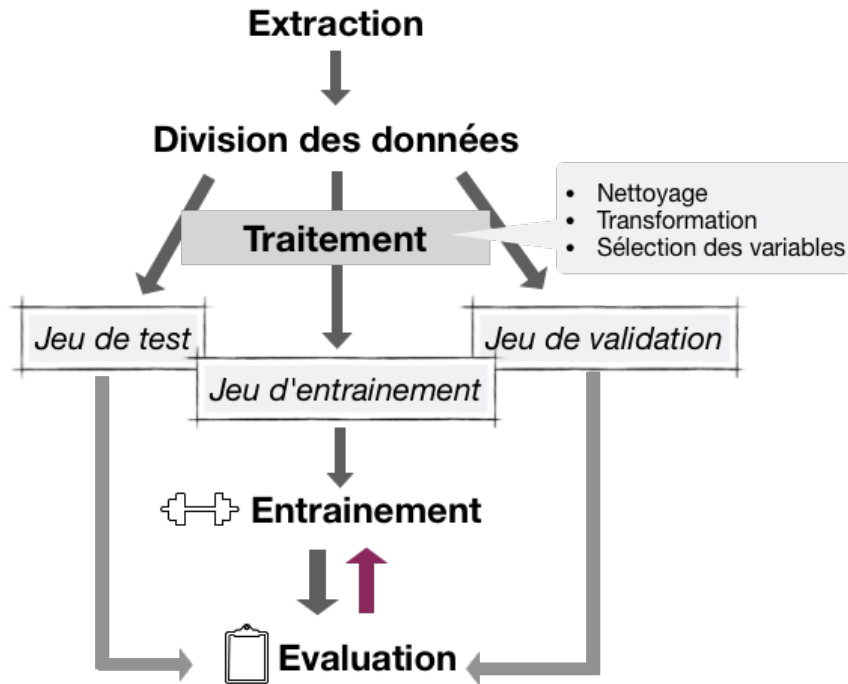 Extraction
Division des données
• Nettoyage
• Transformation
• Sélection des variables
Traitement
Jeu de test
Jeu de validation
Jeu d'entrainement
Entrainement
Evaluation